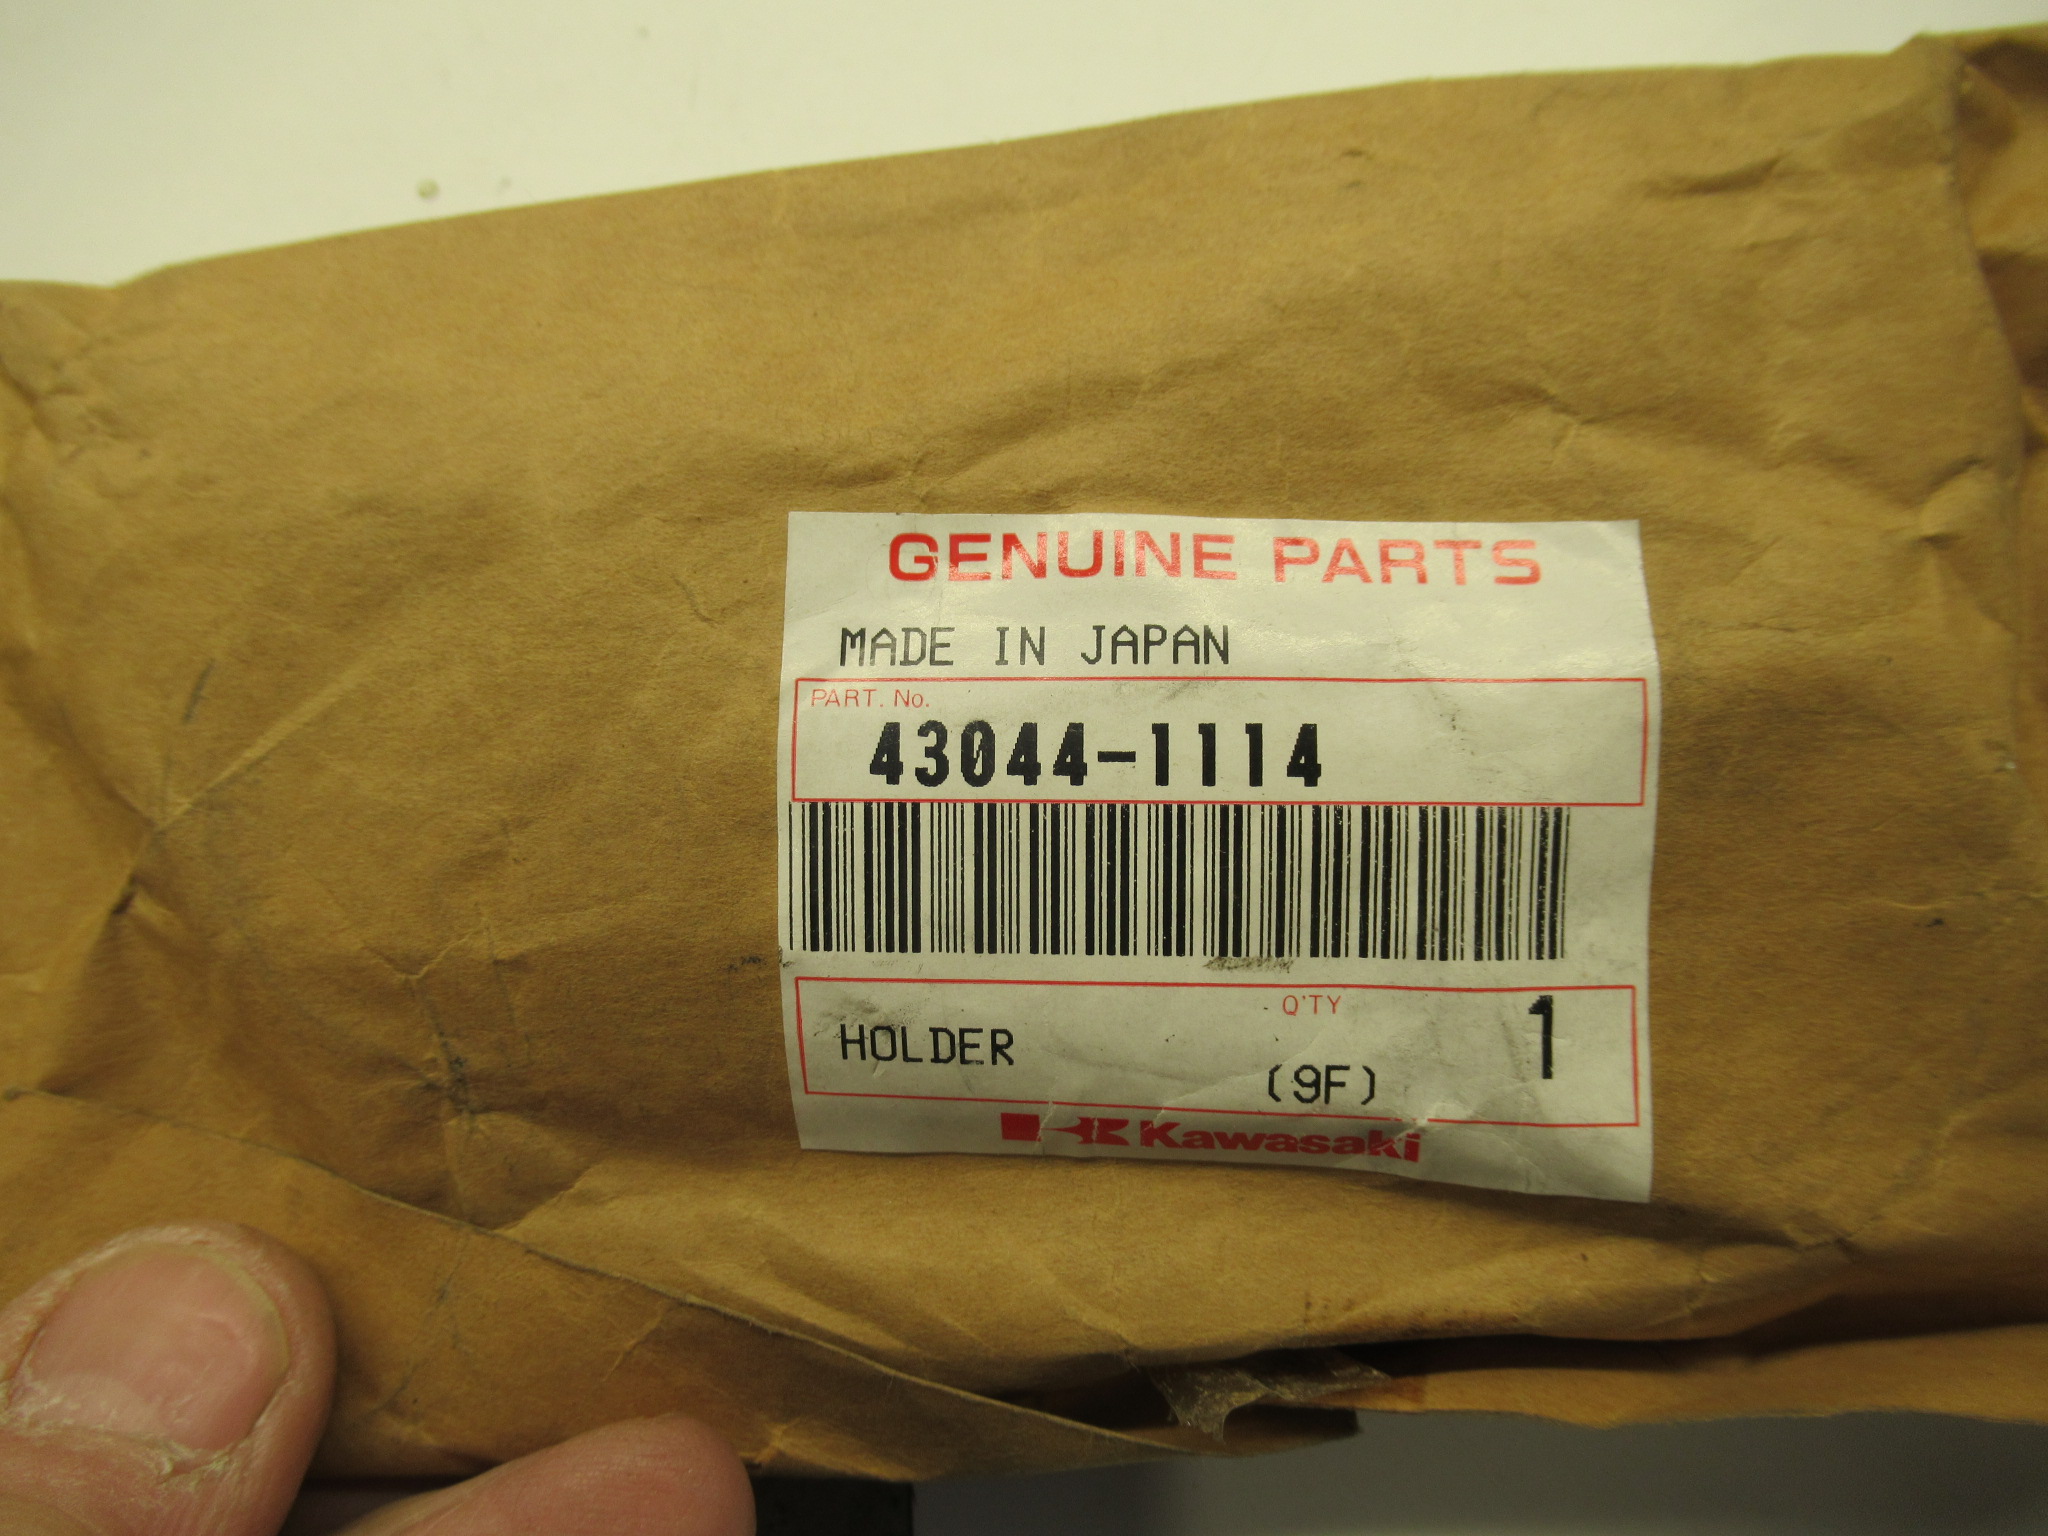 GENUINE PARTS
MADE IN JAPAN
PART. No.
43044-1114
Q'TY
HOLDER (9F) 1
Kawasaki